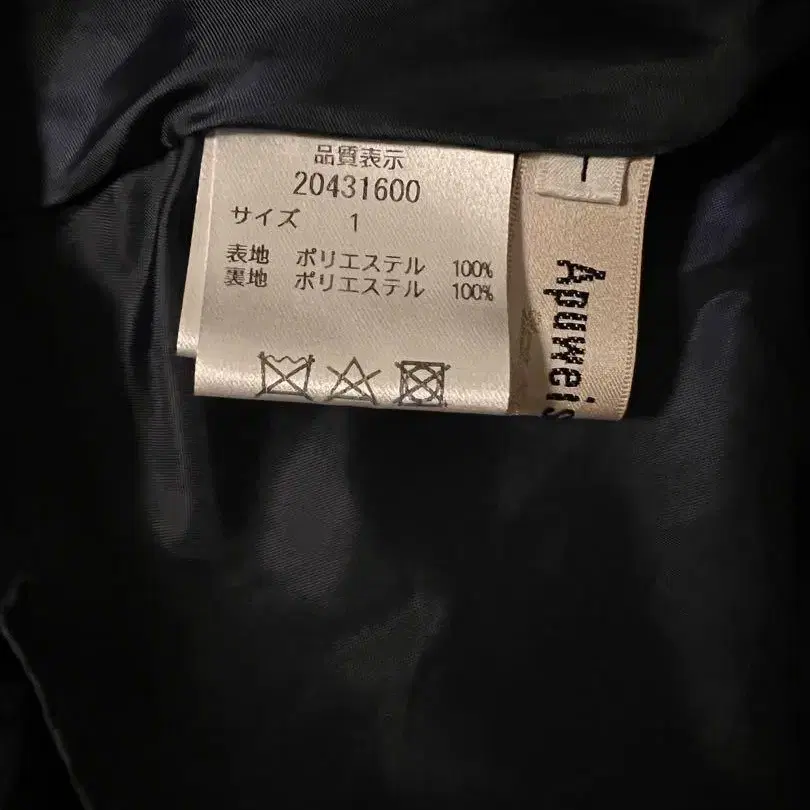 品質表示
20431600
サイズ 1
表地 ポリエステル 100%
裏地 ポリエステル 100%
1
Apuweis